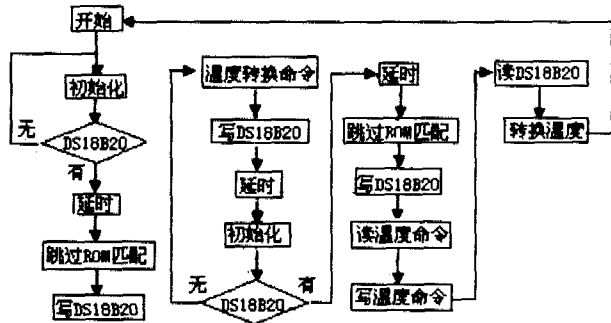 开始
初始化
无
DS18B20
有
延时
跳过ROM匹配
写DS18B20
温度转换命令
写DS18B20
延时
初始化
无
有
DS18B20
延时
跳过ROM匹配
写DS18B20
读温度命令
写温度命令
读DS18B20
转换温度